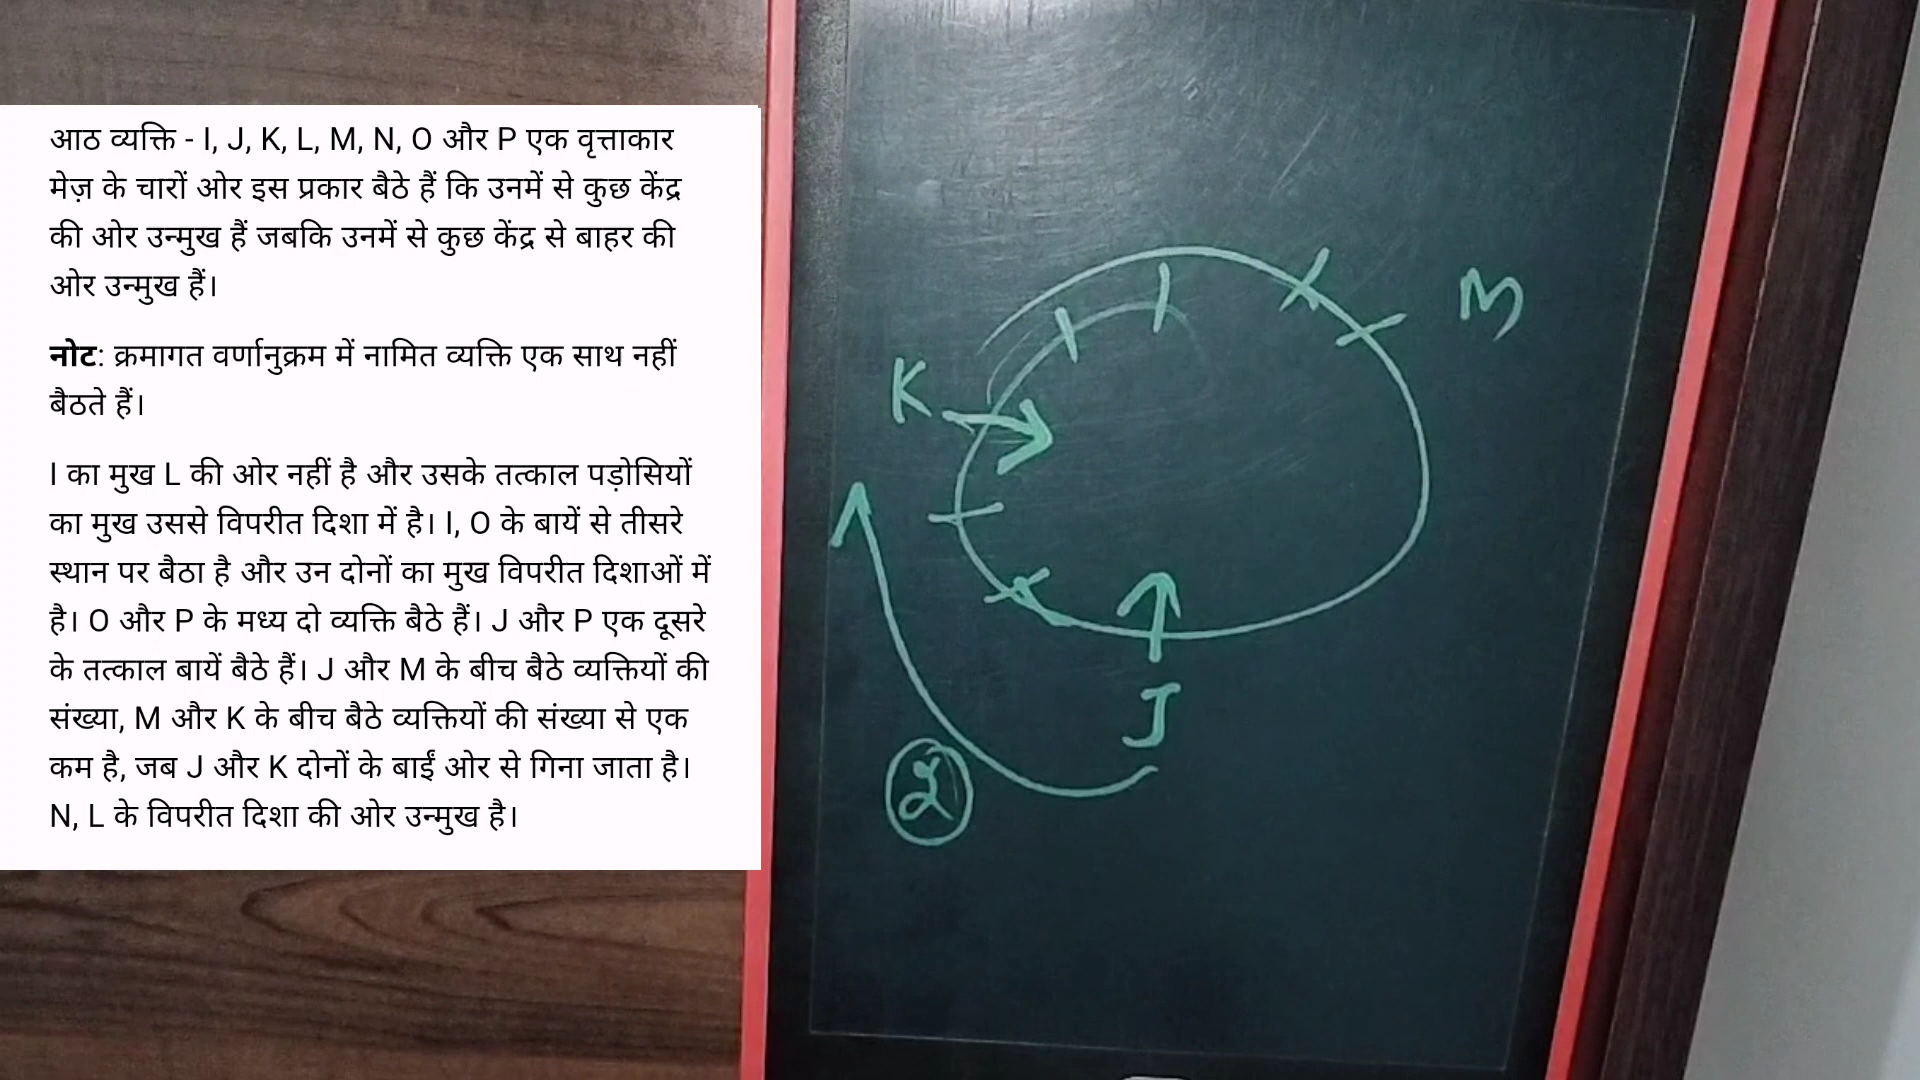 आठ व्यक्ति - I, J, K, L, M, N, O और P एक वृत्ताकार
मेज़ के चारों ओर इस प्रकार बैठे हैं कि उनमें से कुछ केंद्र
की ओर उन्मुख हैं जबकि उनमें से कुछ केंद्र से बाहर की
ओर उन्मुख हैं।
नोट: क्रमागत वर्णानुक्रम में नामित व्यक्ति एक साथ नहीं
बैठते हैं।
I का मुख L की ओर नहीं है और उसके तत्काल पड़ोसियों
का मुख उससे विपरीत दिशा में है। I, O के बायें से तीसरे
स्थान पर बैठा है और उन दोनों का मुख विपरीत दिशाओं में
है। O और P के मध्य दो व्यक्ति बैठे हैं। J और P एक दूसरे
के तत्काल बायें बैठे हैं। J और M के बीच बैठे व्यक्तियों की
संख्या, M और K के बीच बैठे व्यक्तियों की संख्या से एक
कम है, जब J और K दोनों के बाईं ओर से गिना जाता है।
N, L के विपरीत दिशा की ओर उन्मुख है।
M
K
J
2